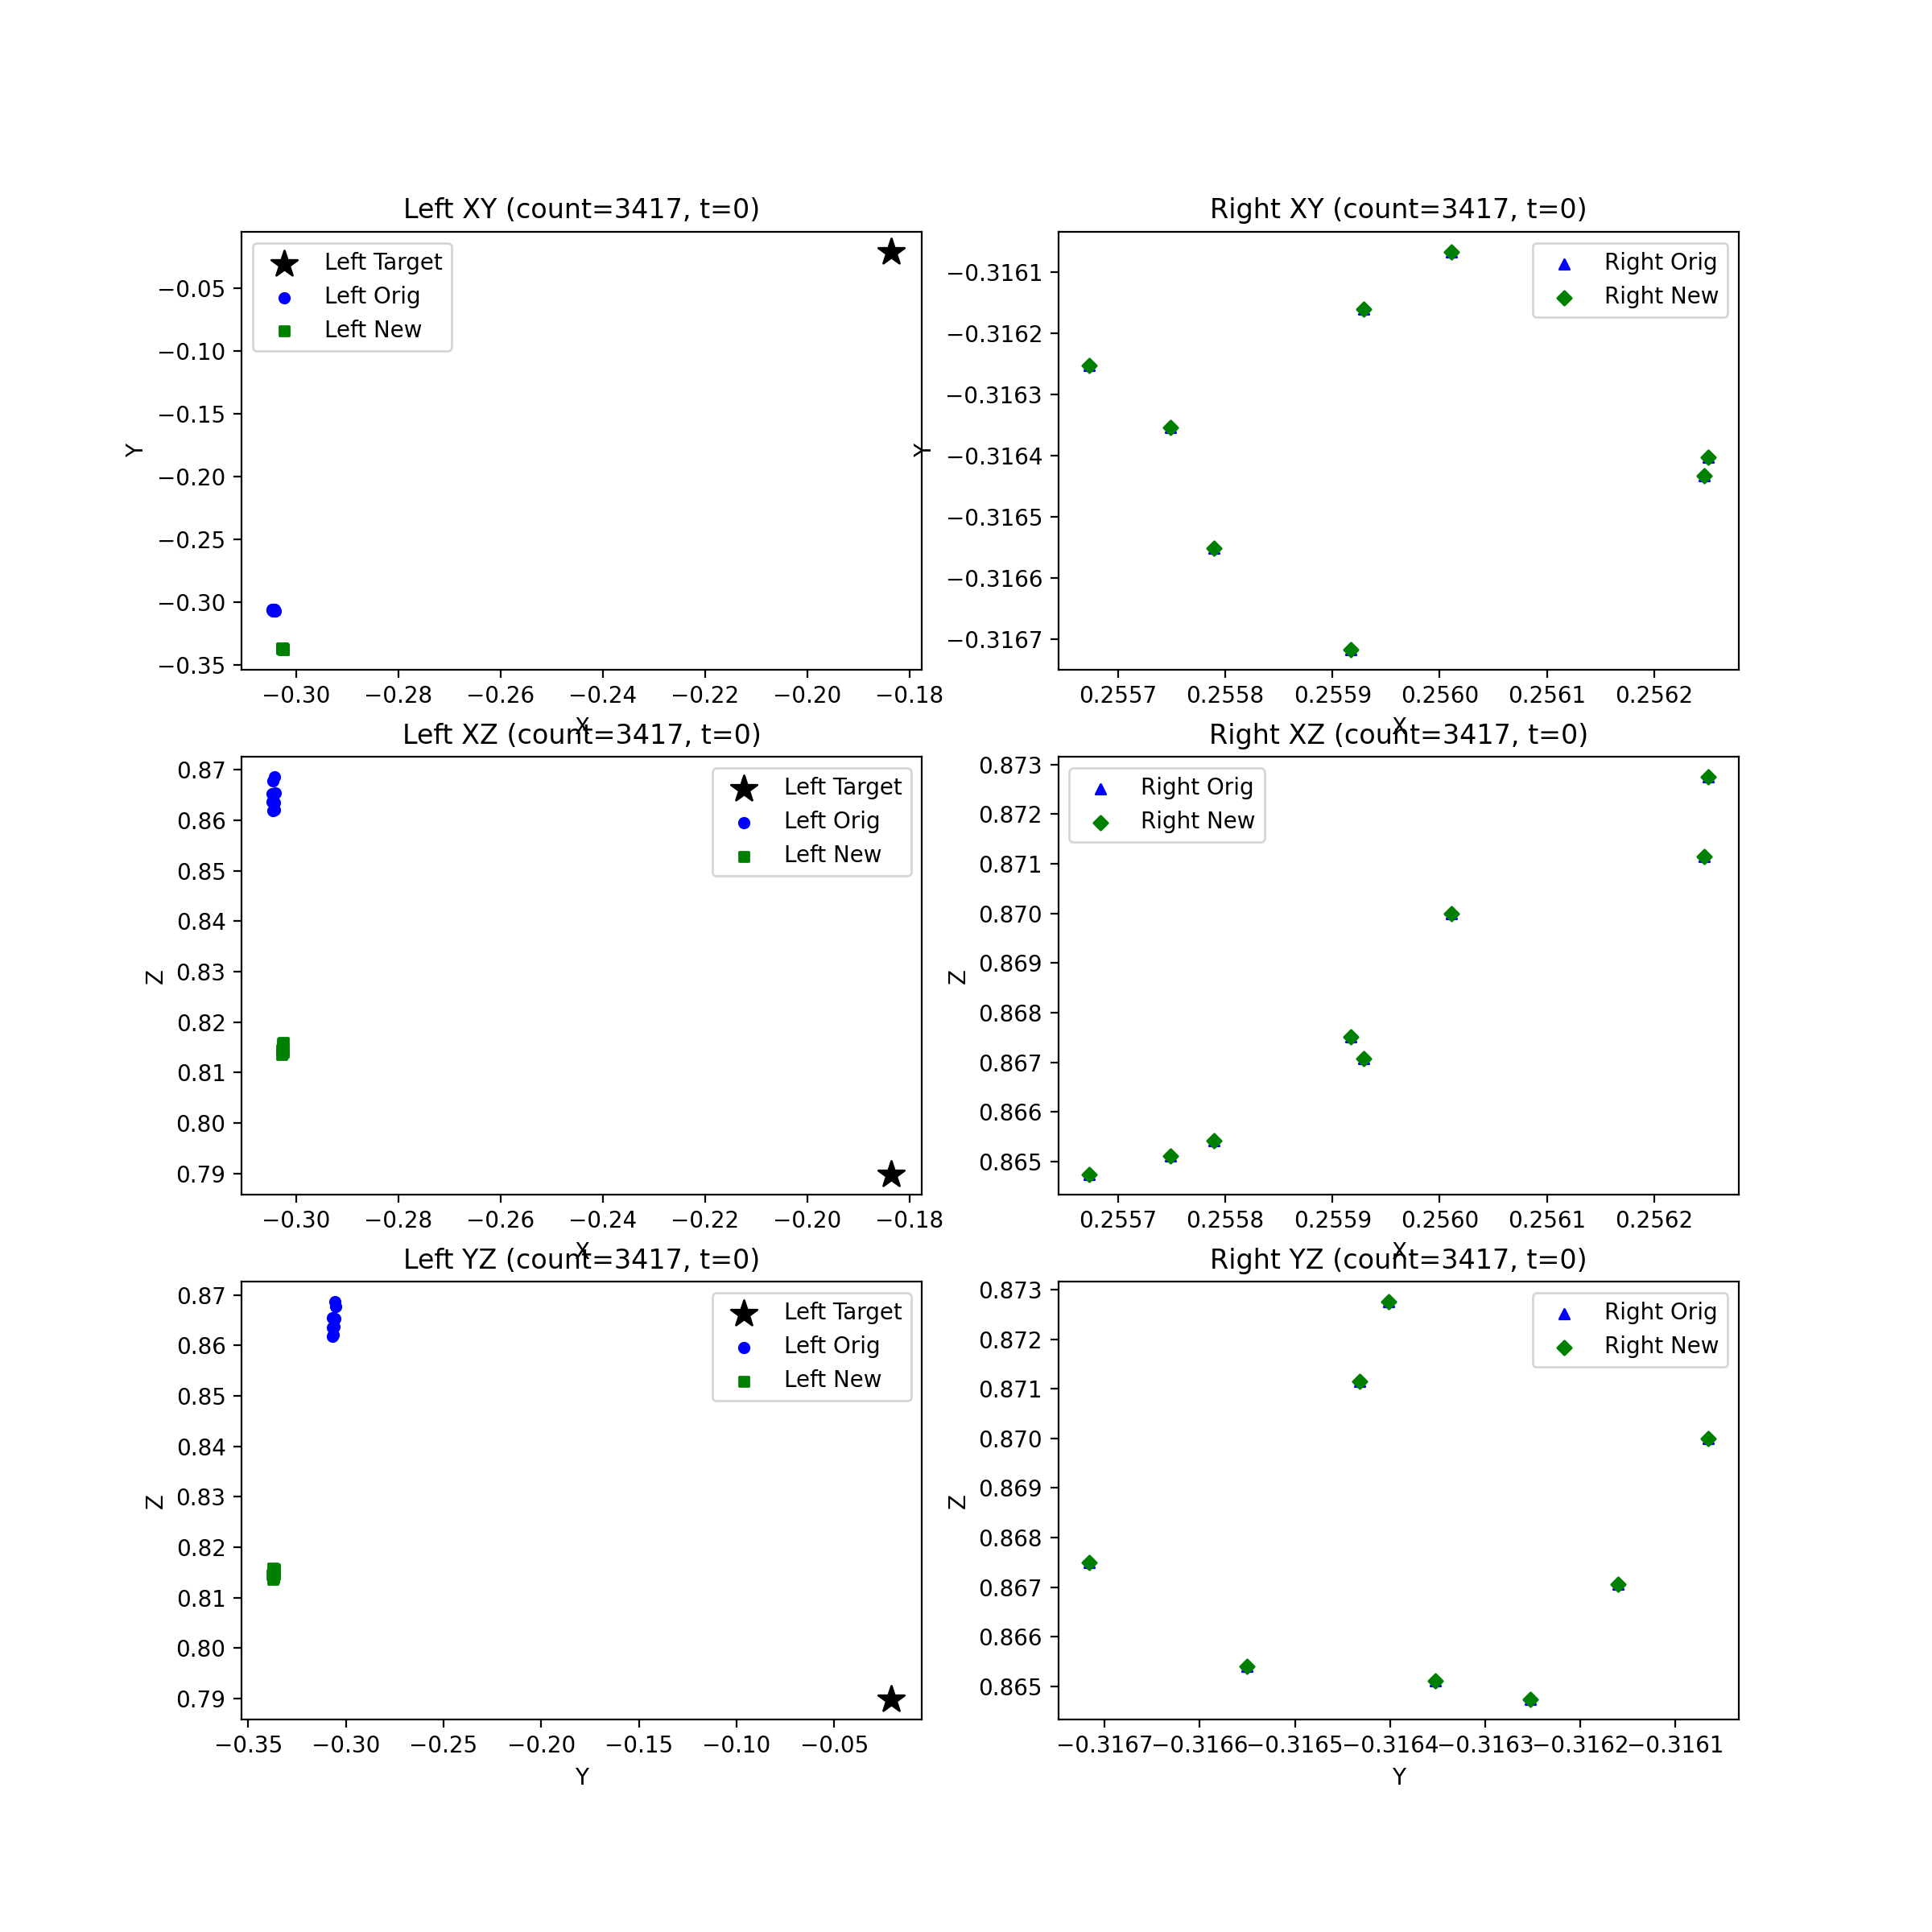 Left XY (count=3417, t=0)
Left Target
Left Orig
Left New
−0.05
−0.10
−0.15
−0.20
−0.25
−0.30
−0.35
Y
−0.30 −0.28 −0.26 −0.24 −0.22 −0.20 −0.18
X
Right XY (count=3417, t=0)
Right Orig
Right New
−0.3161
−0.3162
−0.3163
−0.3164
−0.3165
−0.3166
−0.3167
Y
0.2557 0.2558 0.2559 0.2560 0.2561 0.2562
X
Left XZ (count=3417, t=0)
Left Target
Left Orig
Left New
0.87
0.86
0.85
0.84
0.83
0.82
0.81
0.80
0.79
Z
−0.30 −0.28 −0.26 −0.24 −0.22 −0.20 −0.18
X
Right XZ (count=3417, t=0)
Right Orig
Right New
0.873
0.872
0.871
0.870
0.869
0.868
0.867
0.866
0.865
Z
0.2557 0.2558 0.2559 0.2560 0.2561 0.2562
X
Left YZ (count=3417, t=0)
Left Target
Left Orig
Left New
0.87
0.86
0.85
0.84
0.83
0.82
0.81
0.80
0.79
Z
−0.35 −0.30 −0.25 −0.20 −0.15 −0.10 −0.05
Y
Right YZ (count=3417, t=0)
Right Orig
Right New
0.873
0.872
0.871
0.870
0.869
0.868
0.867
0.866
0.865
Z
−0.3167 −0.3166 −0.3165 −0.3164 −0.3163 −0.3162 −0.3161
Y